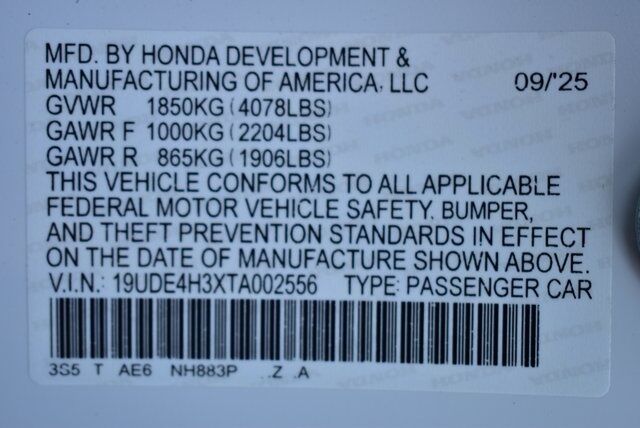 MFD. BY HONDA DEVELOPMENT &
MANUFACTURING OF AMERICA, LLC 09/'25
GVWR 1850KG (4078LBS)
GAWR F 1000KG (2204LBS)
GAWR R 865KG (1906LBS)
THIS VEHICLE CONFORMS TO ALL APPLICABLE
FEDERAL MOTOR VEHICLE SAFETY, BUMPER,
AND THEFT PREVENTION STANDARDS IN EFFECT
ON THE DATE OF MANUFACTURE SHOWN ABOVE.
V.I.N.: 19UDE4H3XTA002556 TYPE: PASSENGER CAR
3S5 T AE6 NH883P ..Z .A